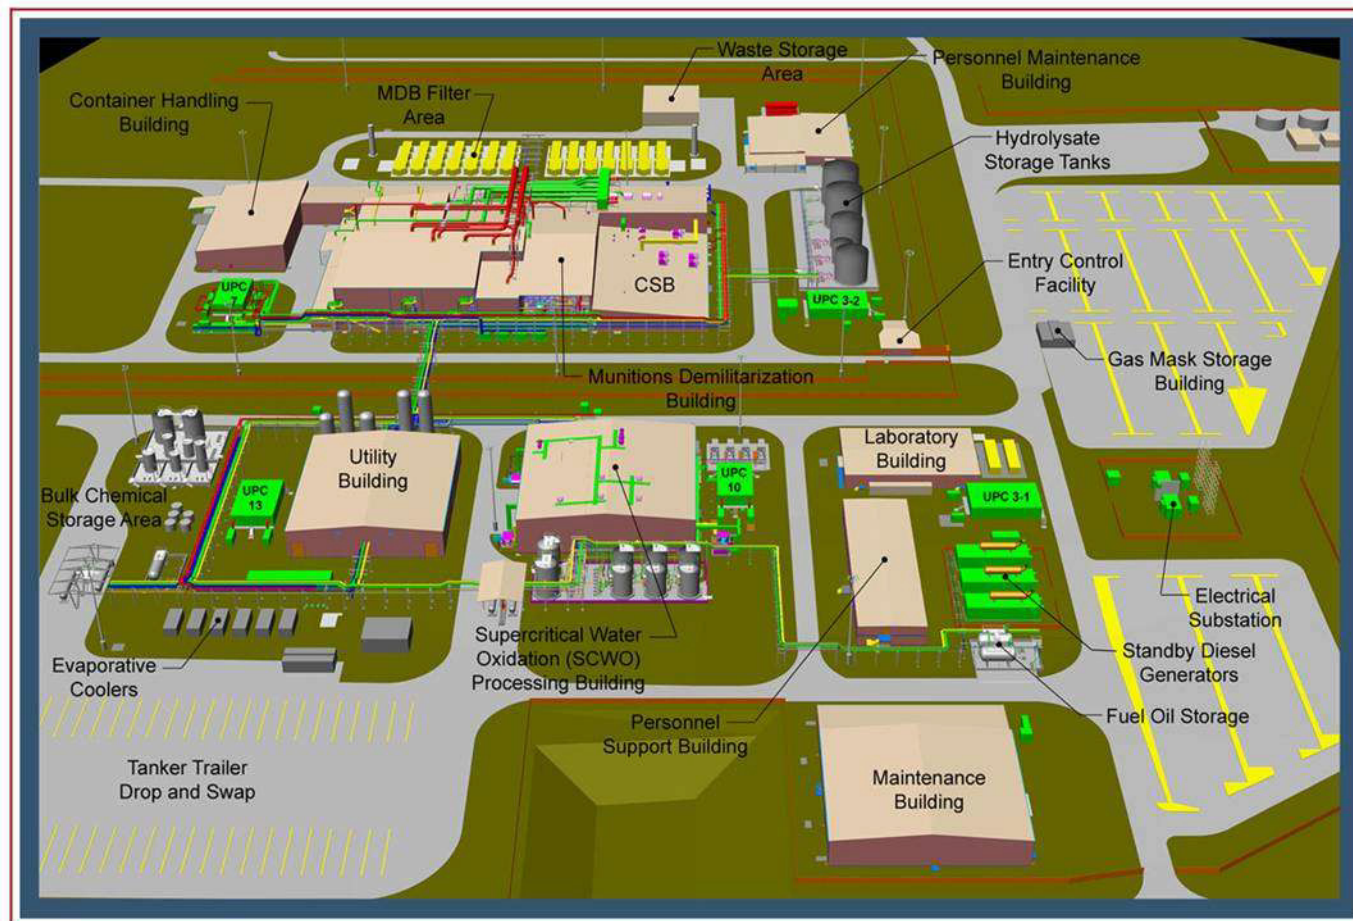 Waste Storage
Area
Personnel Maintenance
Building
Container Handling
Building
MDB Filter
Area
Hydrolysate
Storage Tanks
UPC
7
CSB
UPC 3-2
Entry Control
Facility
Munitions Demilitarization
Building
Gas Mask Storage
Building
Utility
Building
Laboratory
Building
Bulk Chemical
Storage Area
UPC
13
UPC
10
UPC 3-1
Electrical
Substation
Evaporative
Coolers
Supercritical Water
Oxidation (SCWO)
Processing Building
Standby Diesel
Generators
Fuel Oil Storage
Personnel
Support Building
Tanker Trailer
Drop and Swap
Maintenance
Building